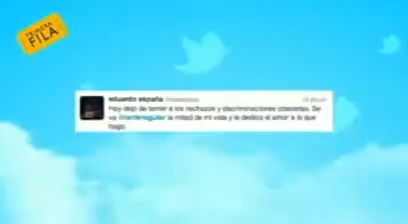 PRIMERA
FILA
eduardo españa
Hoy dejo de temer a los rechazos y discriminaciones obsoletas. Se
va la mitad de mi vida y le dedico el amor a lo que
hago.